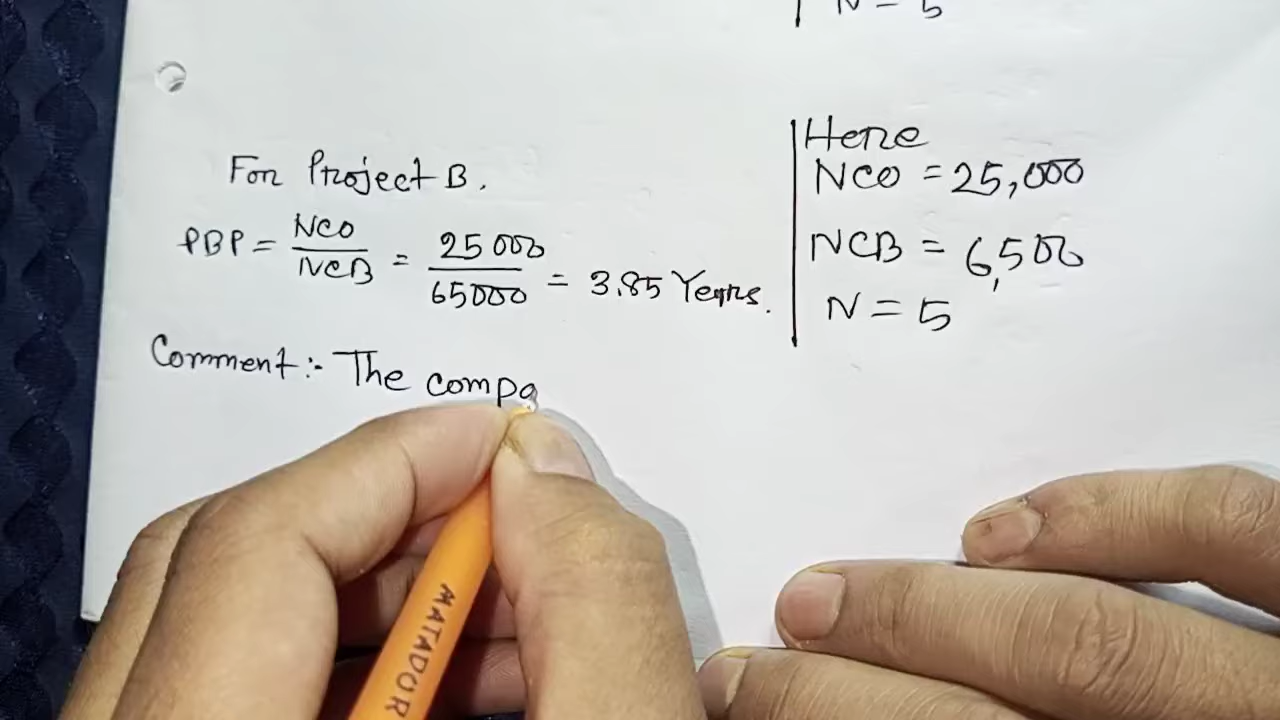 N = 5
Here
For Project B.
NCO = 25,000
PBP = NCO / NCB = 25000 / 65000 = 3.85 Years.
NCB = 6,500
N = 5
Comment :- The compa
MATADOR